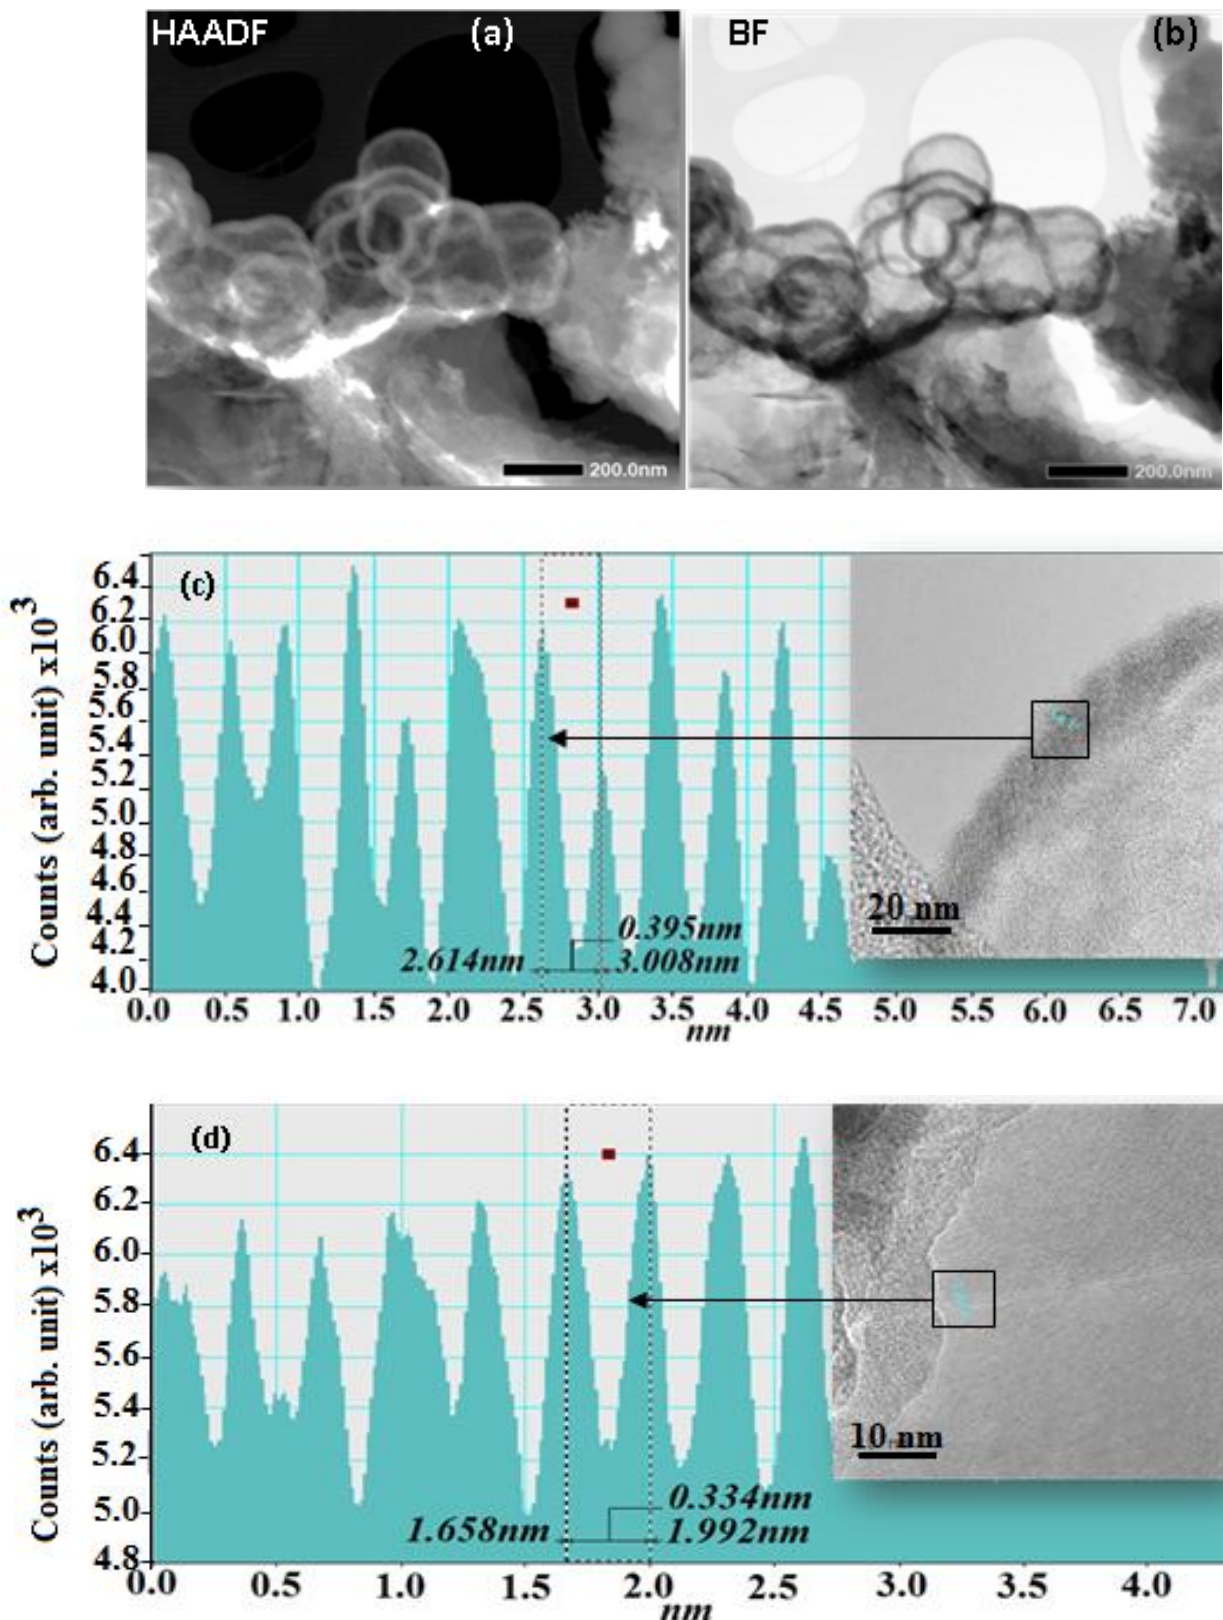 HAADF (a)
BF (b)
200.0nm
200.0nm
(c)
Counts (arb. unit) x10³
6.4
6.2
6.0
5.8
5.6
5.4
5.2
5.0
4.8
4.6
4.4
4.2
4.0
0.395nm
2.614nm 3.008nm
20 nm
0.0 0.5 1.0 1.5 2.0 2.5 3.0 3.5 4.0 4.5 5.0 5.5 6.0 6.5 7.0
nm
(d)
Counts (arb. unit) x10³
6.4
6.2
6.0
5.8
5.6
5.4
5.2
5.0
4.8
0.334nm
1.658nm 1.992nm
10 nm
0.0 0.5 1.0 1.5 2.0 2.5 3.0 3.5 4.0
nm